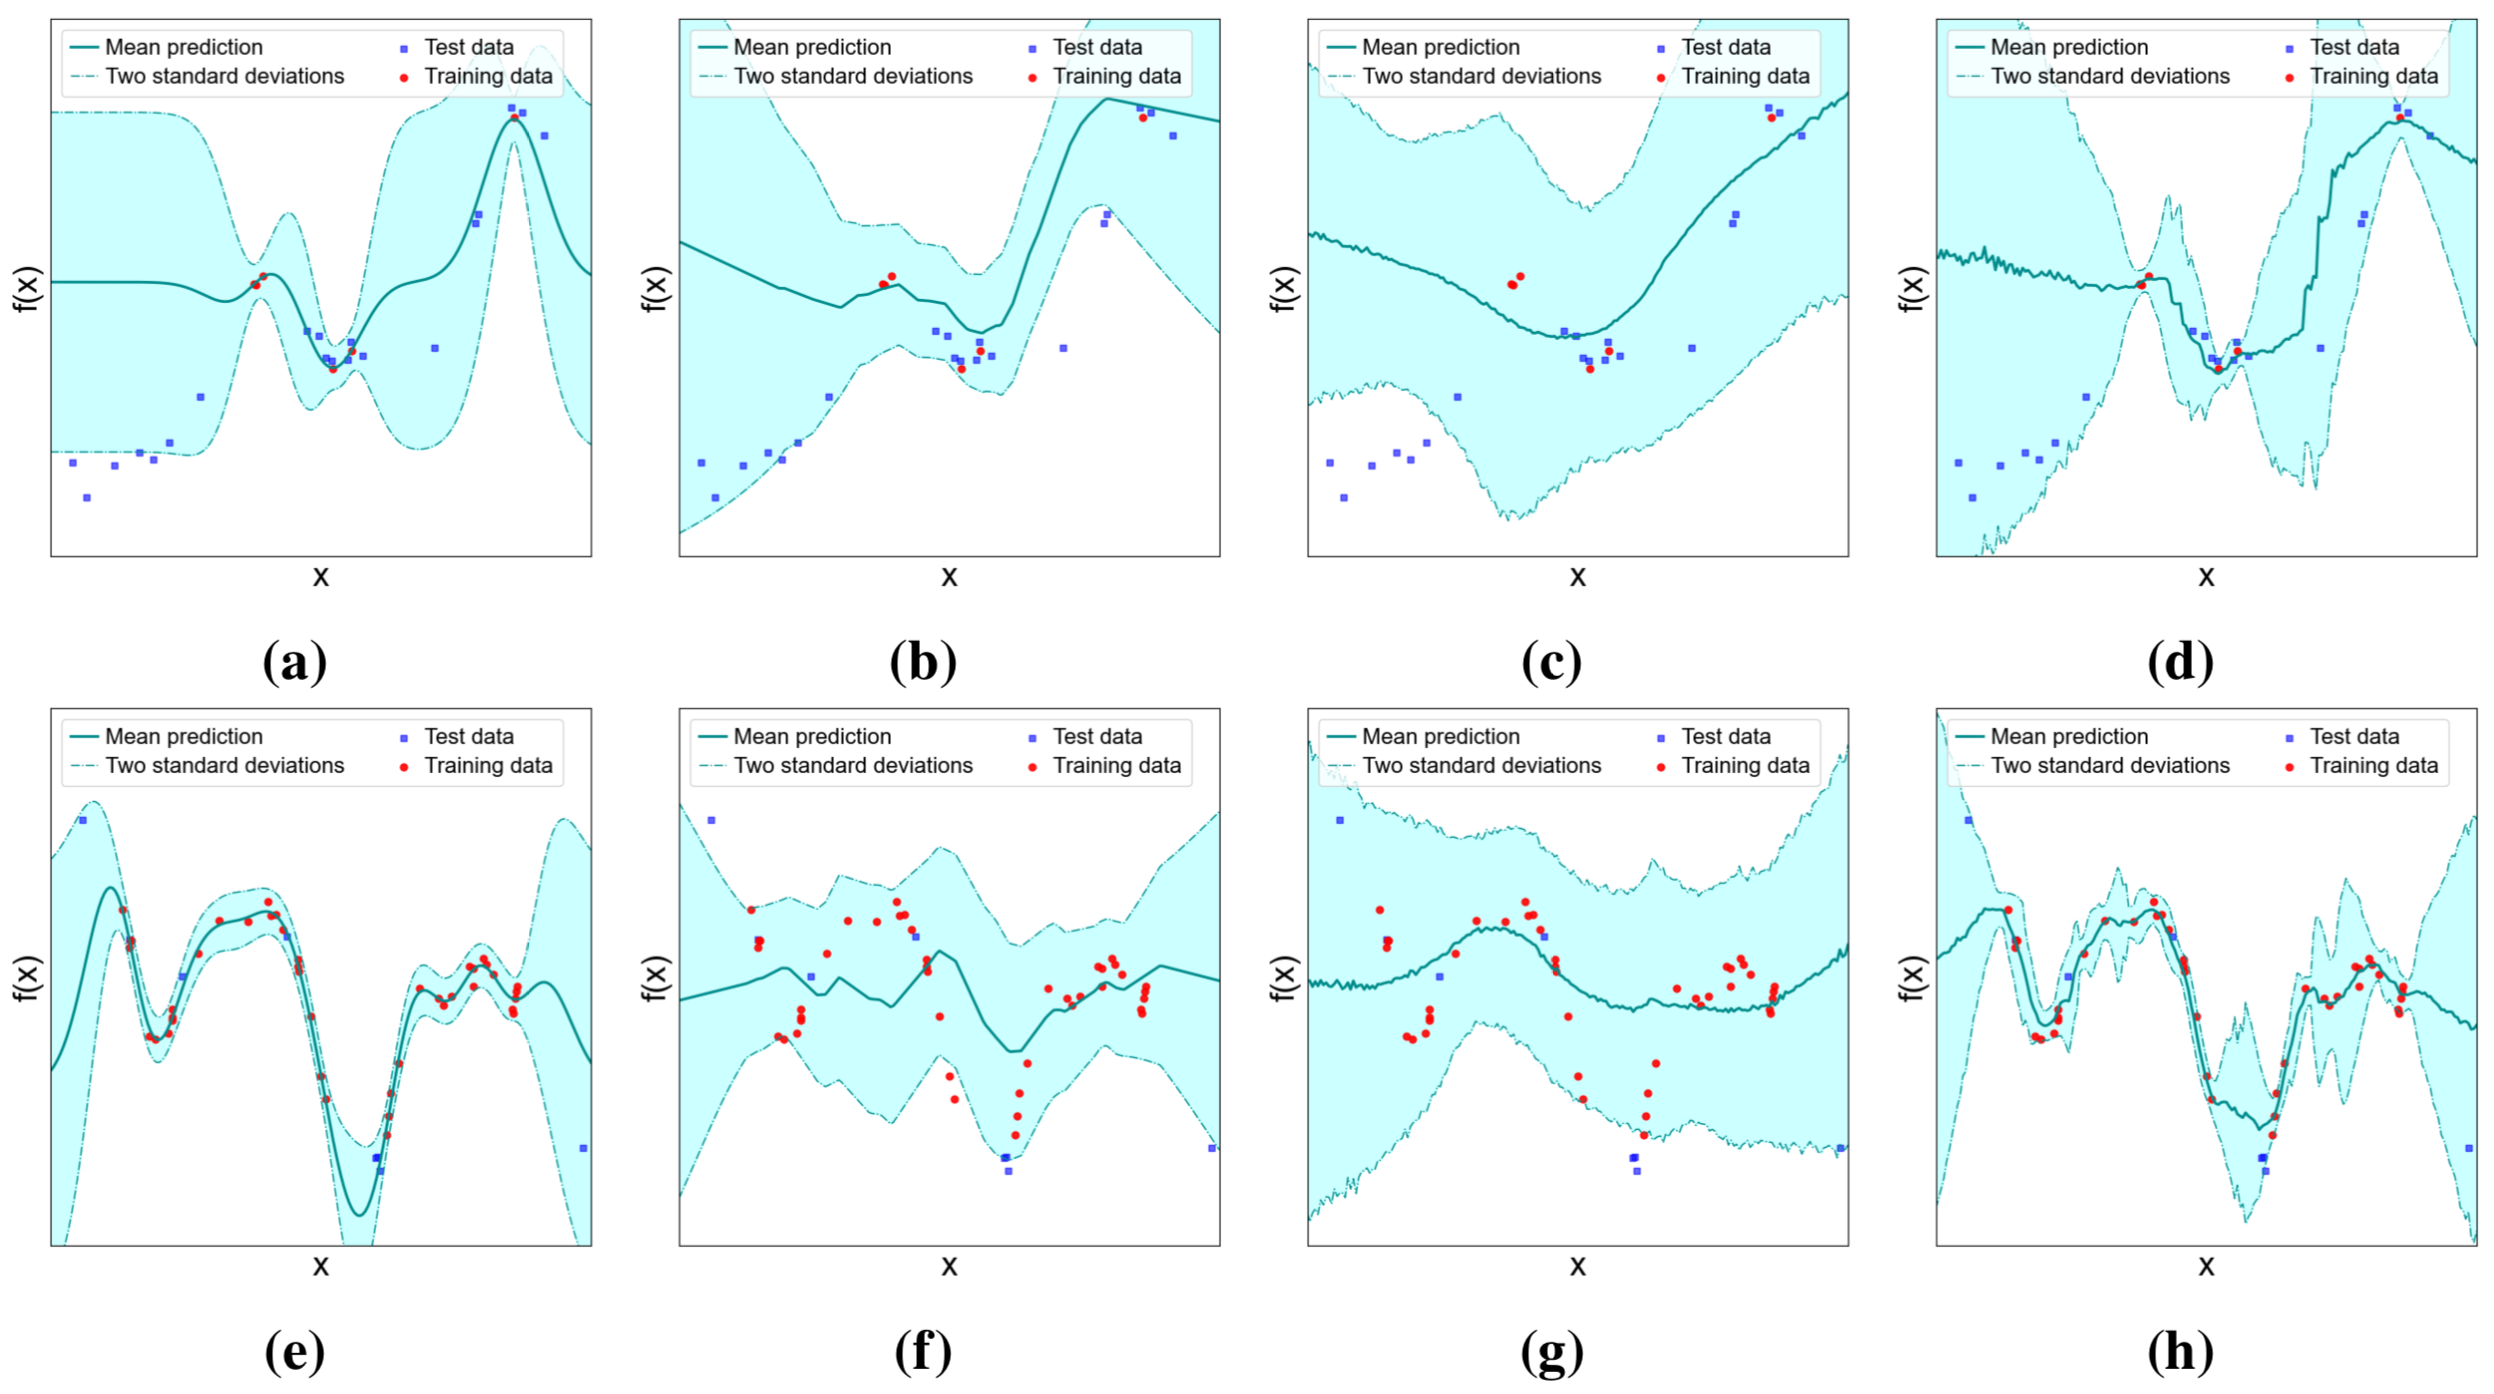 Mean prediction Test data
Two standard deviations Training data
f(x)
x
(a)
Mean prediction Test data
Two standard deviations Training data
f(x)
x
(b)
Mean prediction Test data
Two standard deviations Training data
f(x)
x
(c)
Mean prediction Test data
Two standard deviations Training data
f(x)
x
(d)
Mean prediction Test data
Two standard deviations Training data
f(x)
x
(e)
Mean prediction Test data
Two standard deviations Training data
f(x)
x
(f)
Mean prediction Test data
Two standard deviations Training data
f(x)
x
(g)
Mean prediction Test data
Two standard deviations Training data
f(x)
x
(h)